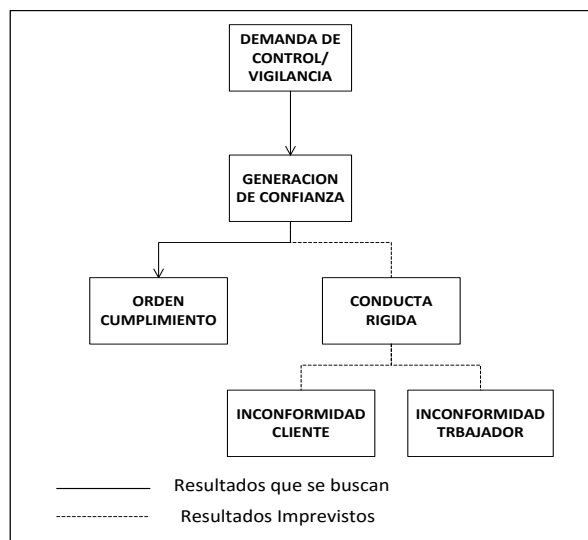 DEMANDA DE
CONTROL/
VIGILANCIA
GENERACION
DE CONFIANZA
ORDEN
CUMPLIMIENTO
CONDUCTA
RIGIDA
INCONFORMIDAD
CLIENTE
INCONFORMIDAD
TRBAJADOR
Resultados que se buscan
Resultados Imprevistos